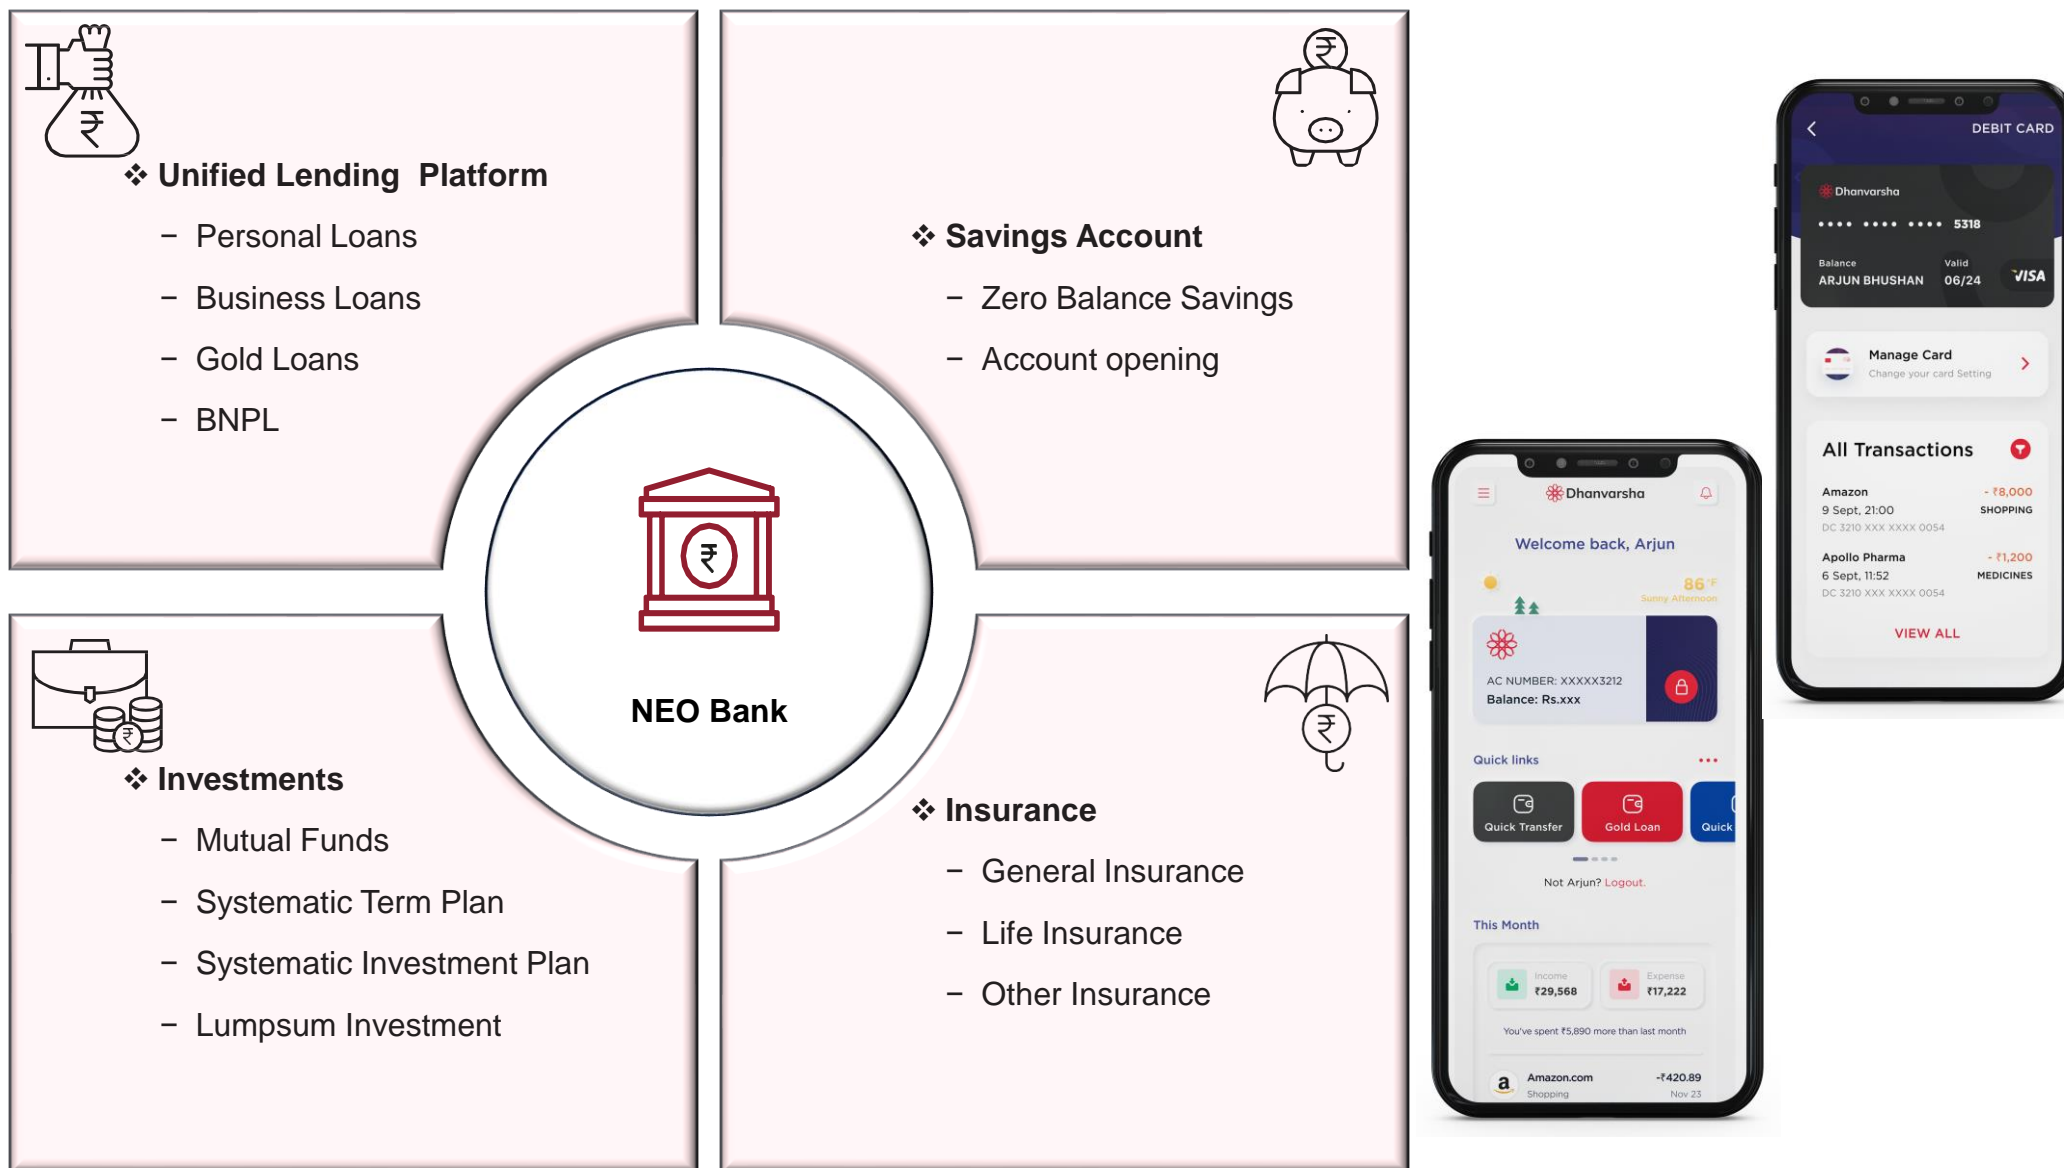 ❖ Unified Lending Platform
− Personal Loans
− Business Loans
− Gold Loans
− BNPL
❖ Savings Account
− Zero Balance Savings
− Account opening
NEO Bank
❖ Investments
− Mutual Funds
− Systematic Term Plan
− Systematic Investment Plan
− Lumpsum Investment
❖ Insurance
− General Insurance
− Life Insurance
− Other Insurance
Dhanvarsha
Welcome back, Arjun
86 °F
Sunny Afternoon
AC NUMBER: XXXXX3212
Balance: Rs.xxx
Quick links
Quick Transfer
Gold Loan
Quick
Not Arjun? Logout.
This Month
Income
₹29,568
Expense
₹17,222
You've spent ₹5,890 more than last month
Amazon.com -₹420.89
Shopping Nov 23
DEBIT CARD
Dhanvarsha
•••• •••• •••• 5318
Balance Valid
ARJUN BHUSHAN 06/24 VISA
Manage Card
Change your card Setting
All Transactions
Amazon - ₹8,000
9 Sept, 21:00 SHOPPING
DC 3210 XXX XXXX 0054
Apollo Pharma - ₹1,200
6 Sept, 11:52 MEDICINES
DC 3210 XXX XXXX 0054
VIEW ALL